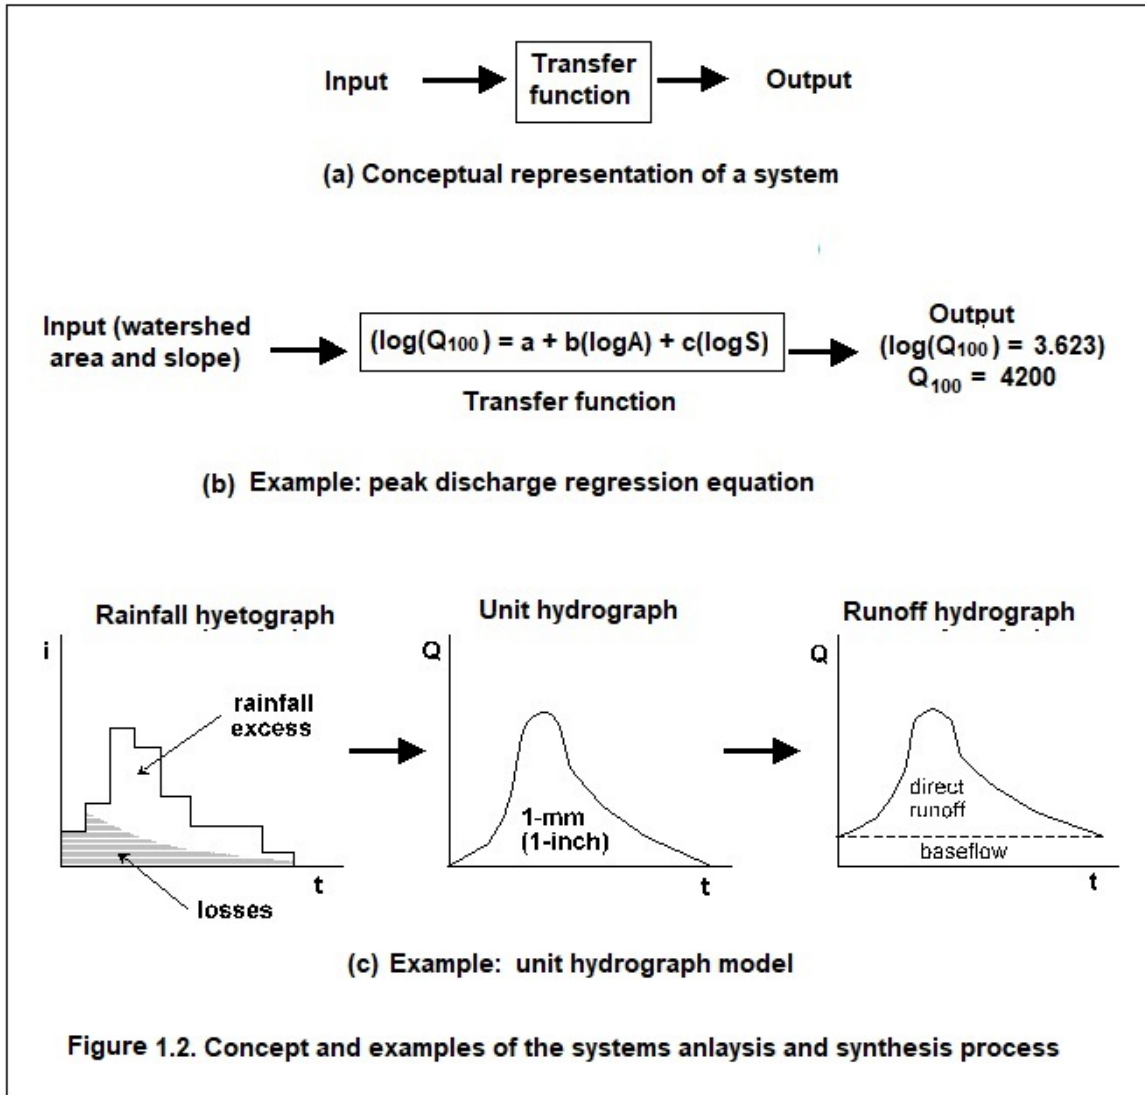 Input
Transfer
function
Output
(a) Conceptual representation of a system
Input (watershed
area and slope)
(log(Q100) = a + b(logA) + c(logS)
Transfer function
Output
(log(Q100) = 3.623)
Q100 = 4200
(b) Example: peak discharge regression equation
Rainfall hyetograph
i
rainfall
excess
t
losses
Unit hydrograph
Q
1-mm
(1-inch)
t
Runoff hydrograph
Q
direct
runoff
baseflow
t
(c) Example: unit hydrograph model
Figure 1.2. Concept and examples of the systems anlaysis and synthesis process